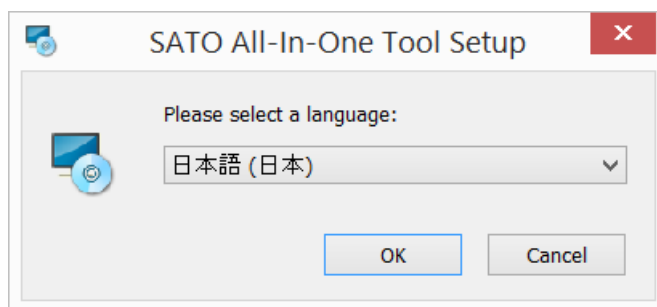 SATO All-In-One Tool Setup
Please select a language:
日本語 (日本)
OK
Cancel